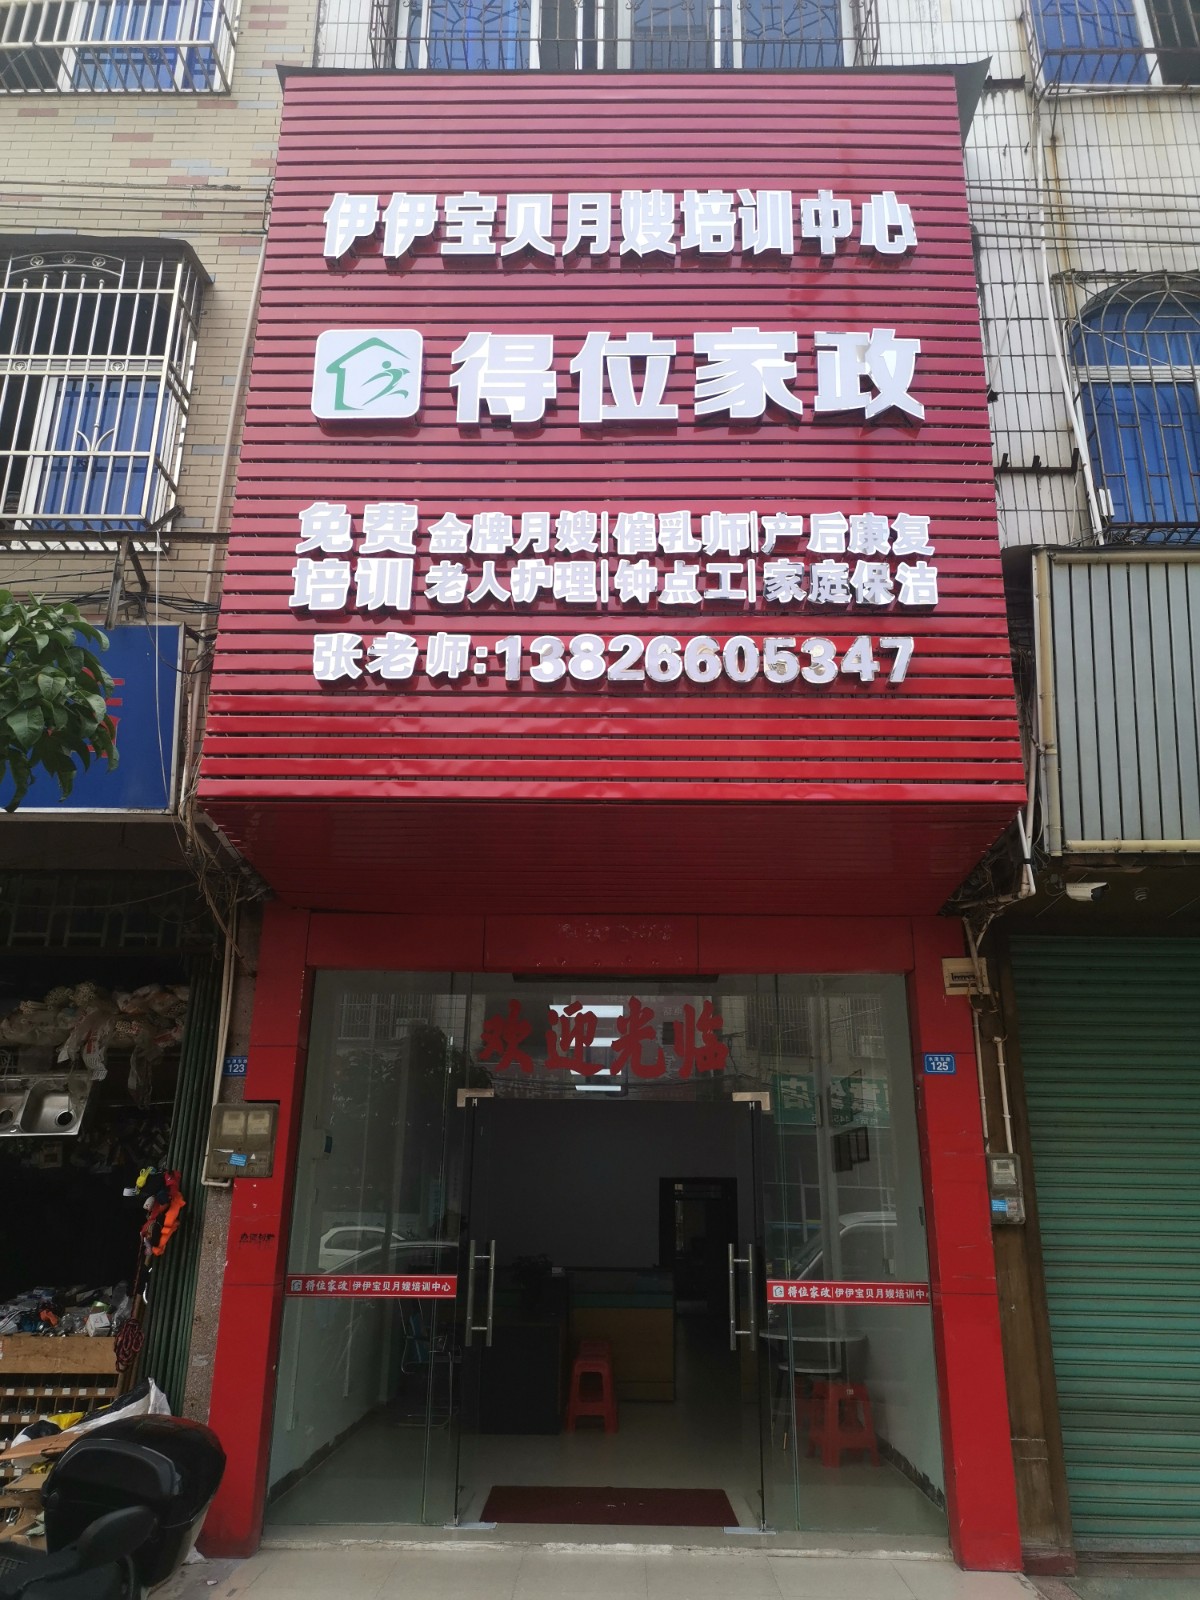 伊伊宝贝月嫂培训中心
得位家政
免费培训
金牌月嫂|催乳师|产后康复
老人护理|钟点工|家庭保洁
张老师:13826605347
欢迎光临
123
125
得位家政|伊伊宝贝月嫂培训中心
得位家政|伊伊宝贝月嫂培训中心